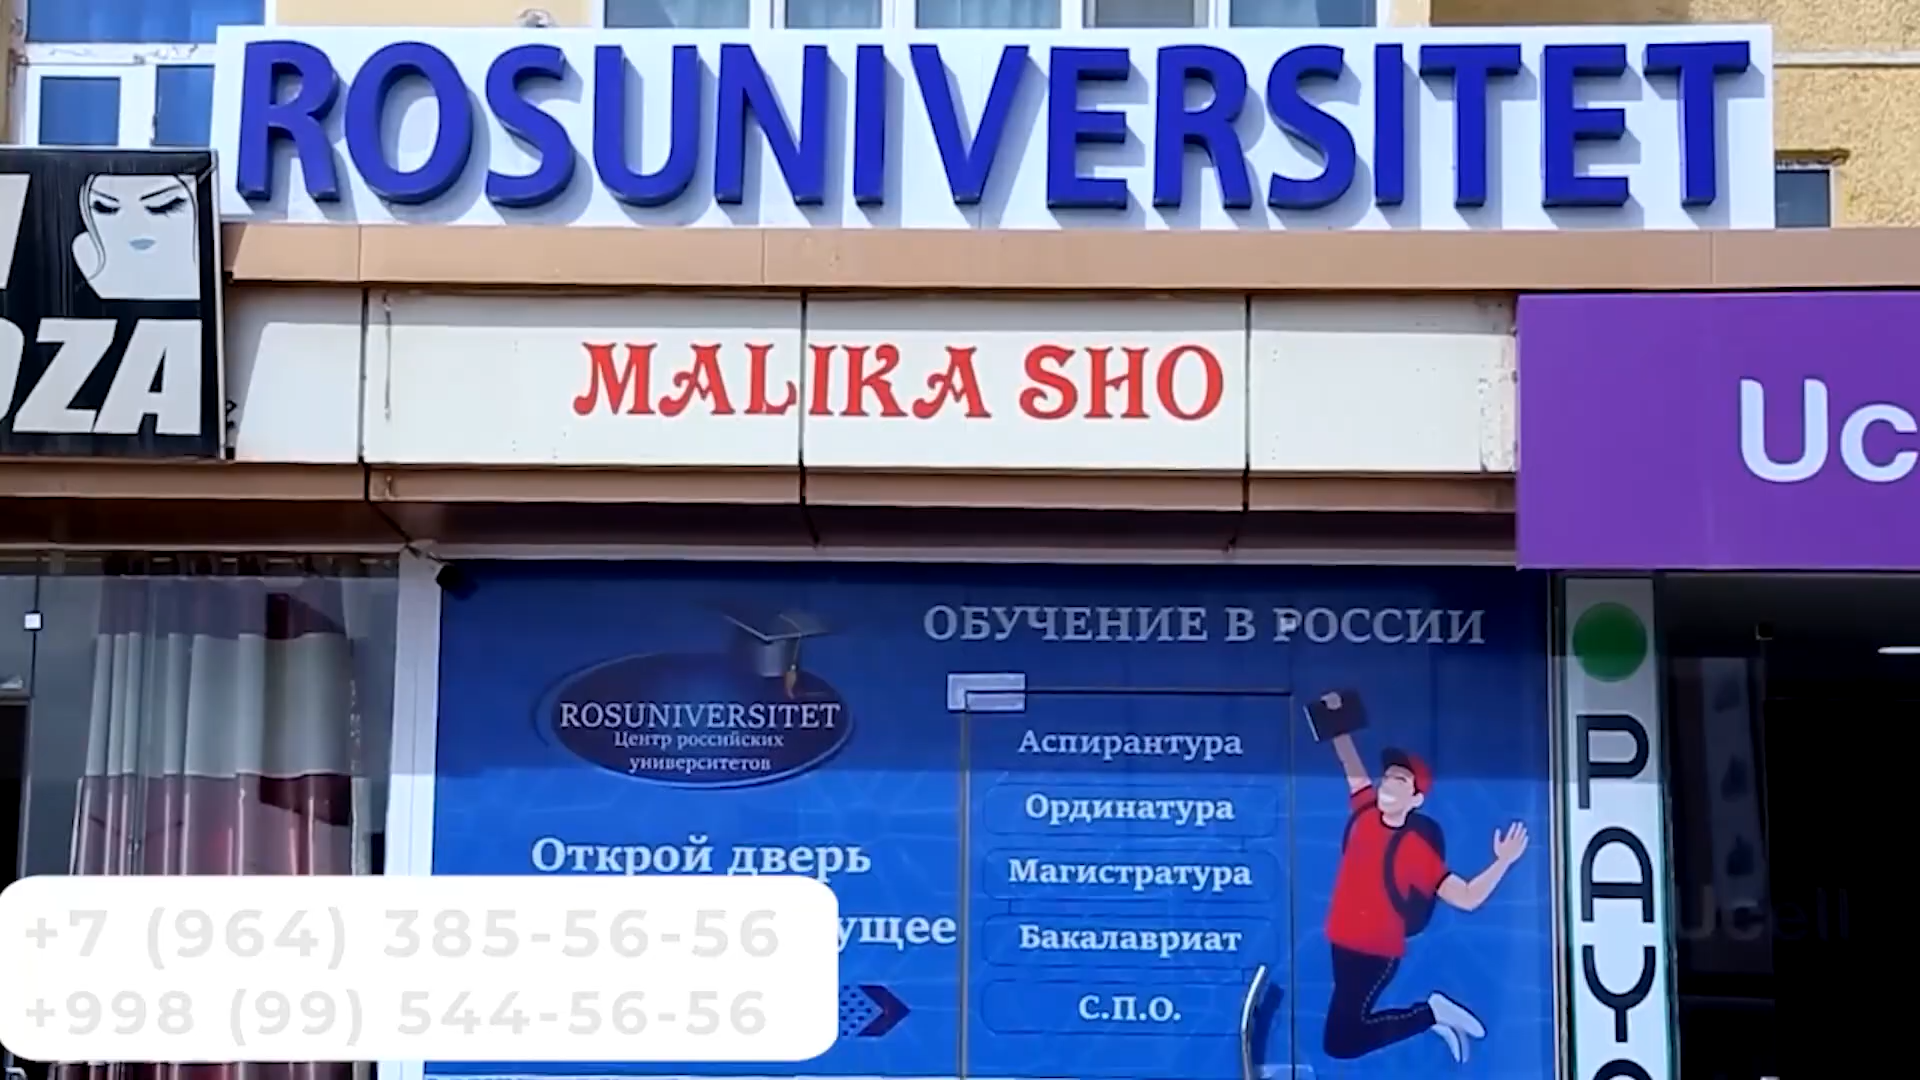 ROSUNIVERSITET
OZA
MALIKA SHO
Uc
ОБУЧЕНИЕ В РОССИИ
ROSUNIVERSITET
Центр российских
университетов
Аспирантура
Ординатура
Магистратура
Бакалавриат
С.П.О.
Открой дверь
ущее
PAY
Ucell
+7 (964) 385-56-56
+998 (99) 544-56-56